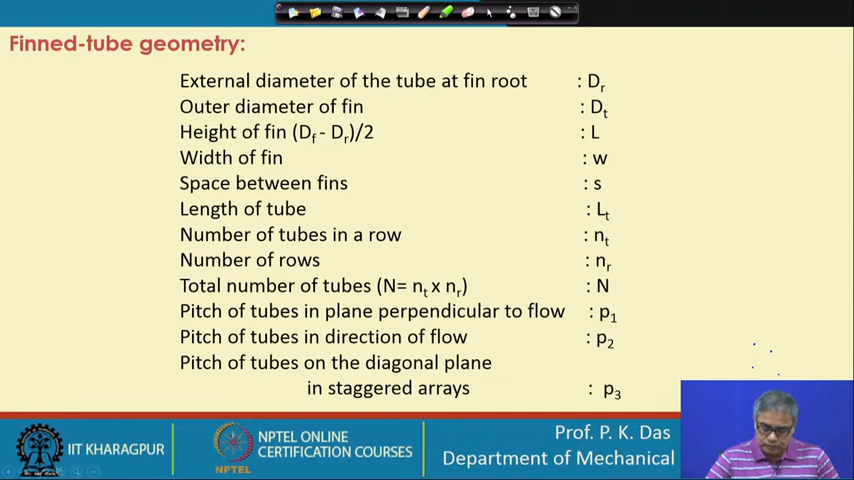 Finned-tube geometry:
External diameter of the tube at fin root : Dr
Outer diameter of fin : Dt
Height of fin (Df - Dr)/2 : L
Width of fin : w
Space between fins : s
Length of tube : Lt
Number of tubes in a row : nt
Number of rows : nr
Total number of tubes (N= nt x nr) : N
Pitch of tubes in plane perpendicular to flow : p1
Pitch of tubes in direction of flow : p2
Pitch of tubes on the diagonal plane
in staggered arrays : p3
IIT KHARAGPUR
NPTEL
NPTEL ONLINE
CERTIFICATION COURSES
Prof. P. K. Das
Department of Mechanical